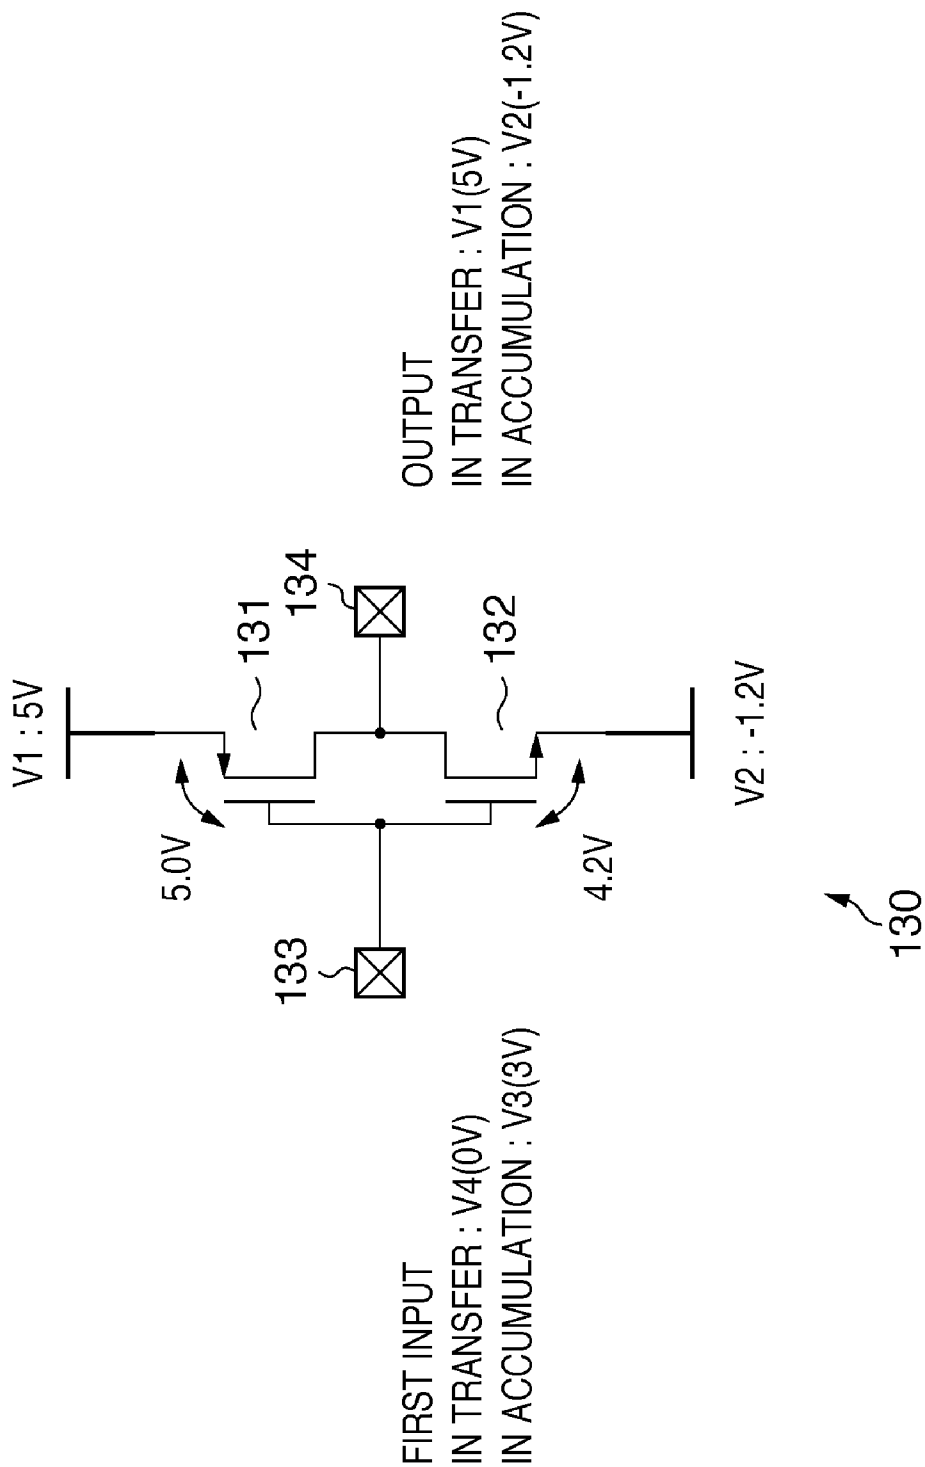 FIRST INPUT
IN TRANSFER : V4(0V)
IN ACCUMULATION : V3(3V)
133
5.0V
4.2V
V1 : 5V
131
134
132
V2 : -1.2V
130
OUTPUT
IN TRANSFER : V1(5V)
IN ACCUMULATION : V2(-1.2V)